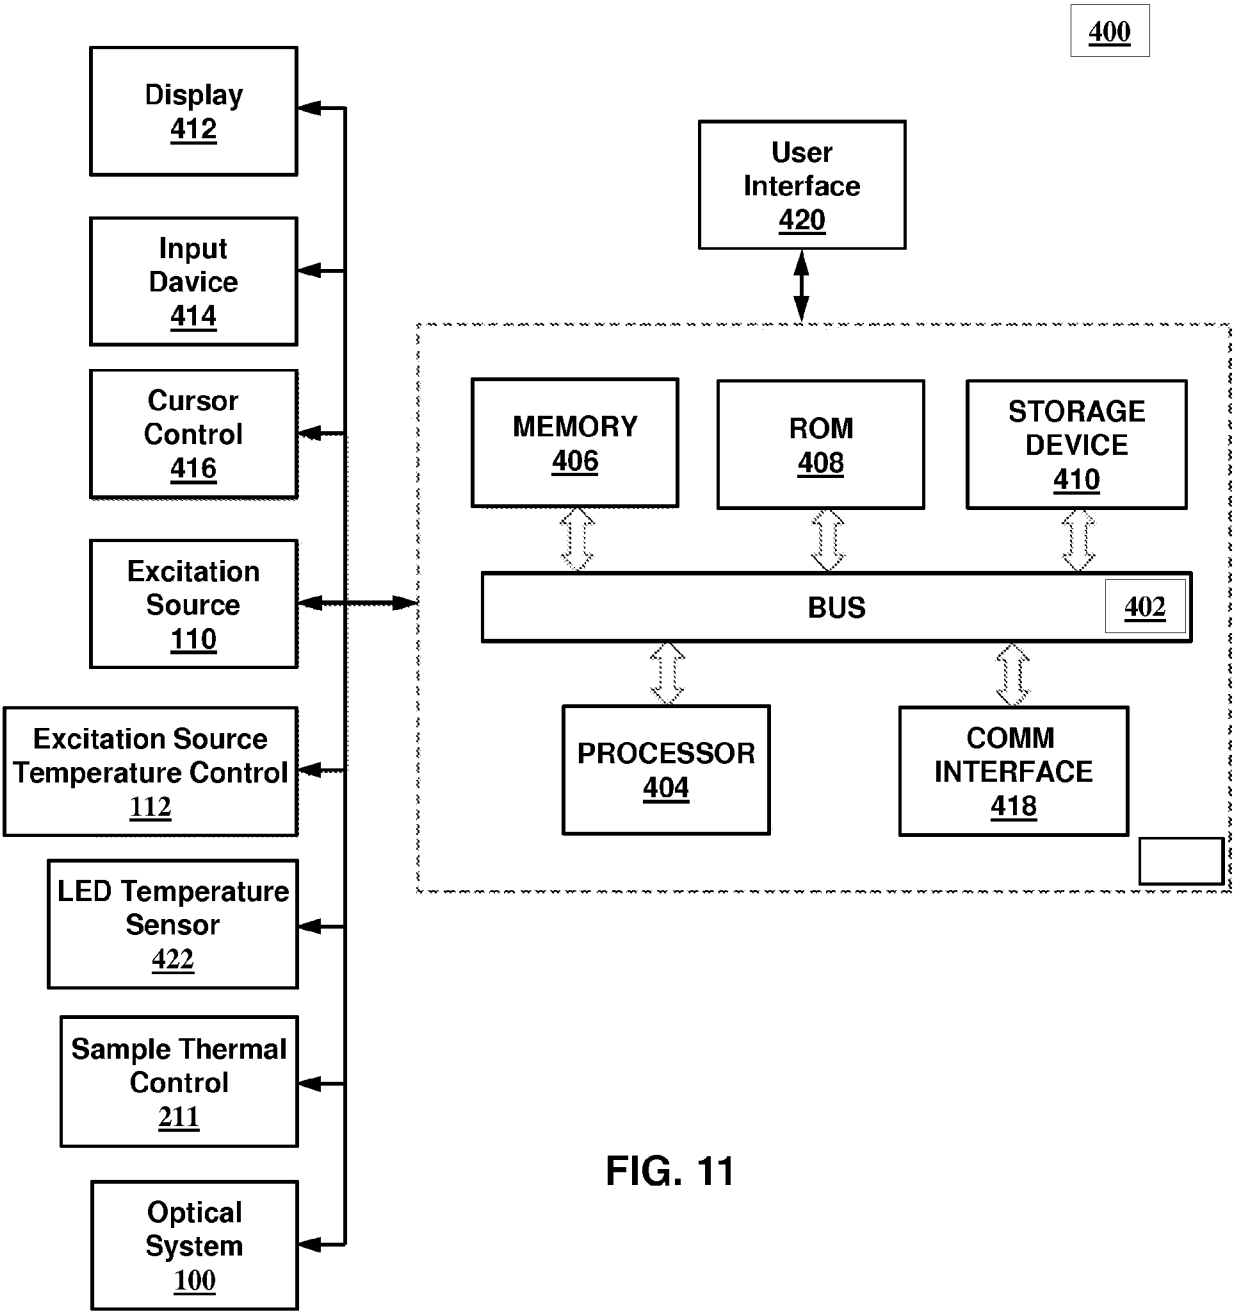 400
Display
412
Input
Davice
414
Cursor
Control
416
Excitation
Source
110
Excitation Source
Temperature Control
112
LED Temperature
Sensor
422
Sample Thermal
Control
211
Optical
System
100
User
Interface
420
MEMORY
406
ROM
408
STORAGE
DEVICE
410
BUS
402
PROCESSOR
404
COMM
INTERFACE
418
FIG. 11